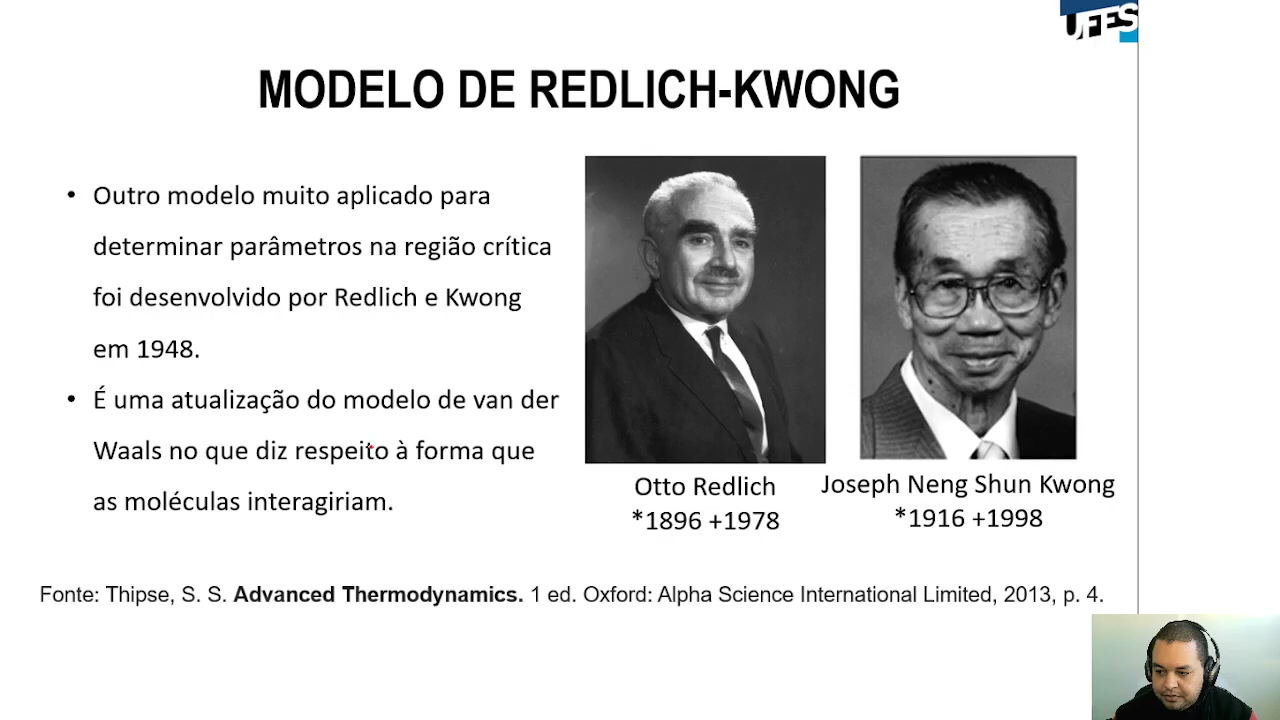 UFES
MODELO DE REDLICH-KWONG
• Outro modelo muito aplicado para
determinar parâmetros na região crítica
foi desenvolvido por Redlich e Kwong
em 1948.
• É uma atualização do modelo de van der
Waals no que diz respeito à forma que
as moléculas interagiriam.
Otto Redlich
*1896 +1978
Joseph Neng Shun Kwong
*1916 +1998
Fonte: Thipse, S. S. Advanced Thermodynamics. 1 ed. Oxford: Alpha Science International Limited, 2013, p. 4.